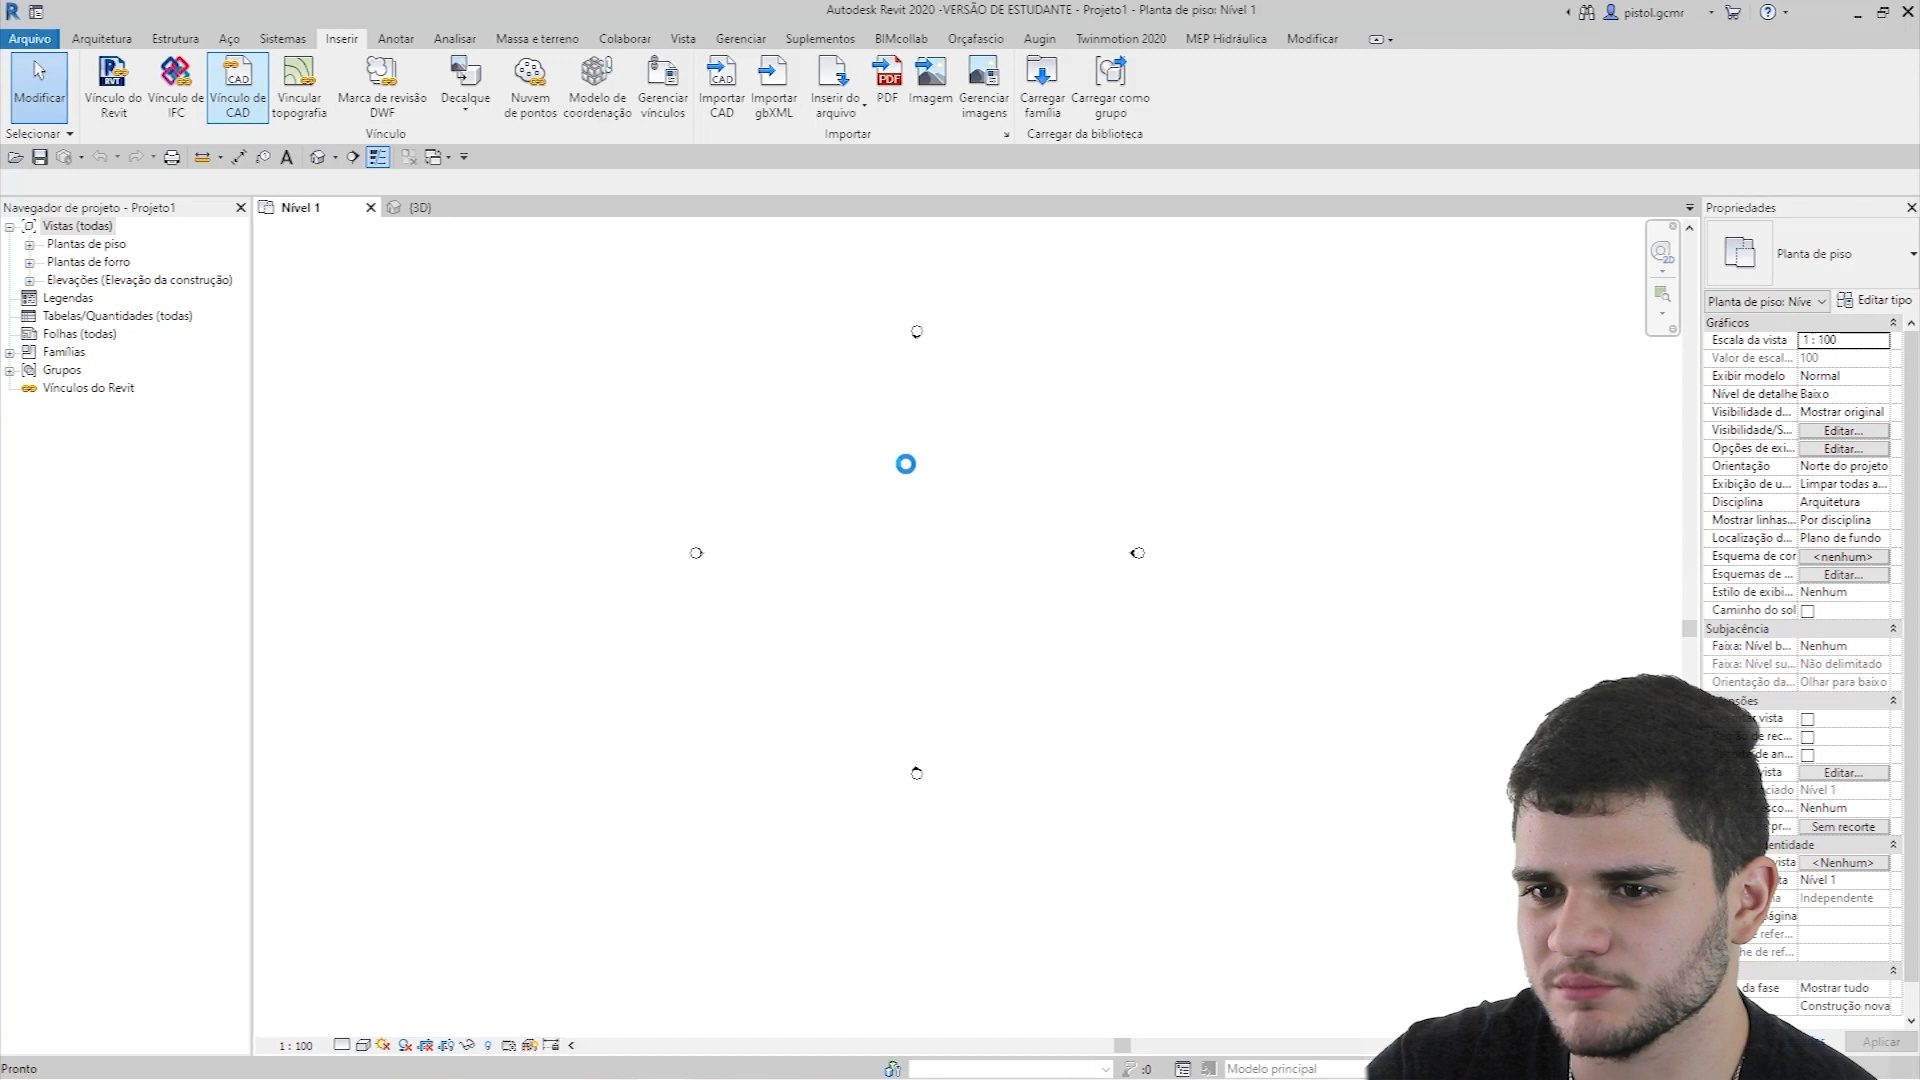 Autodesk Revit 2020 -VERSÃO DE ESTUDANTE - Projeto1 - Planta de piso: Nível 1
pistol.gcmr
Arquivo Arquitetura Estrutura Aço Sistemas Inserir Anotar Analisar Massa e terreno Colaborar Vista Gerenciar Suplementos BIMcollab Orçafascio Augin Twinmotion 2020 MEP Hidráulica Modificar
Modificar
Vínculo do Revit
Vínculo de IFC
Vínculo de CAD
Vincular topografia
Marca de revisão DWF
Decalque
Nuvem de pontos
Modelo de coordenação
Gerenciar vínculos
Importar CAD
Importar gbXML
Inserir do arquivo
PDF
Imagem
Gerenciar imagens
Carregar família
Carregar como grupo
Selecionar
Vínculo
Importar
Carregar da biblioteca
Navegador de projeto - Projeto1
Vistas (todas)
Plantas de piso
Plantas de forro
Elevações (Elevação da construção)
Legendas
Tabelas/Quantidades (todas)
Folhas (todas)
Famílias
Grupos
Vínculos do Revit
Nível 1
{3D}
2D
Propriedades
Planta de piso
Planta de piso: Níve
Editar tipo
Gráficos
Escala da vista 1 : 100
Valor de escal... 100
Exibir modelo Normal
Nível de detalhe Baixo
Visibilidade d... Mostrar original
Visibilidade/S... Editar...
Opções de exi... Editar...
Orientação Norte do projeto
Exibição de u... Limpar todas a...
Disciplina Arquitetura
Mostrar linhas... Por disciplina
Localização d... Plano de fundo
Esquema de cor <nenhum>
Esquemas de ... Editar...
Estilo de exibi... Nenhum
Caminho do sol
Subjacência
Faixa: Nível b... Nenhum
Faixa: Nível su... Não delimitado
Orientação da... Olhar para baixo
vista
de rec...
de an...
vista Editar...
Nível 1
Nenhum
Sem recorte
entidade
vista <Nenhum>
Nível 1
Independente
ágina
refer...
he de ref...
da fase Mostrar tudo
Construção nova
Aplicar
1 : 100
Pronto
:0
Modelo principal